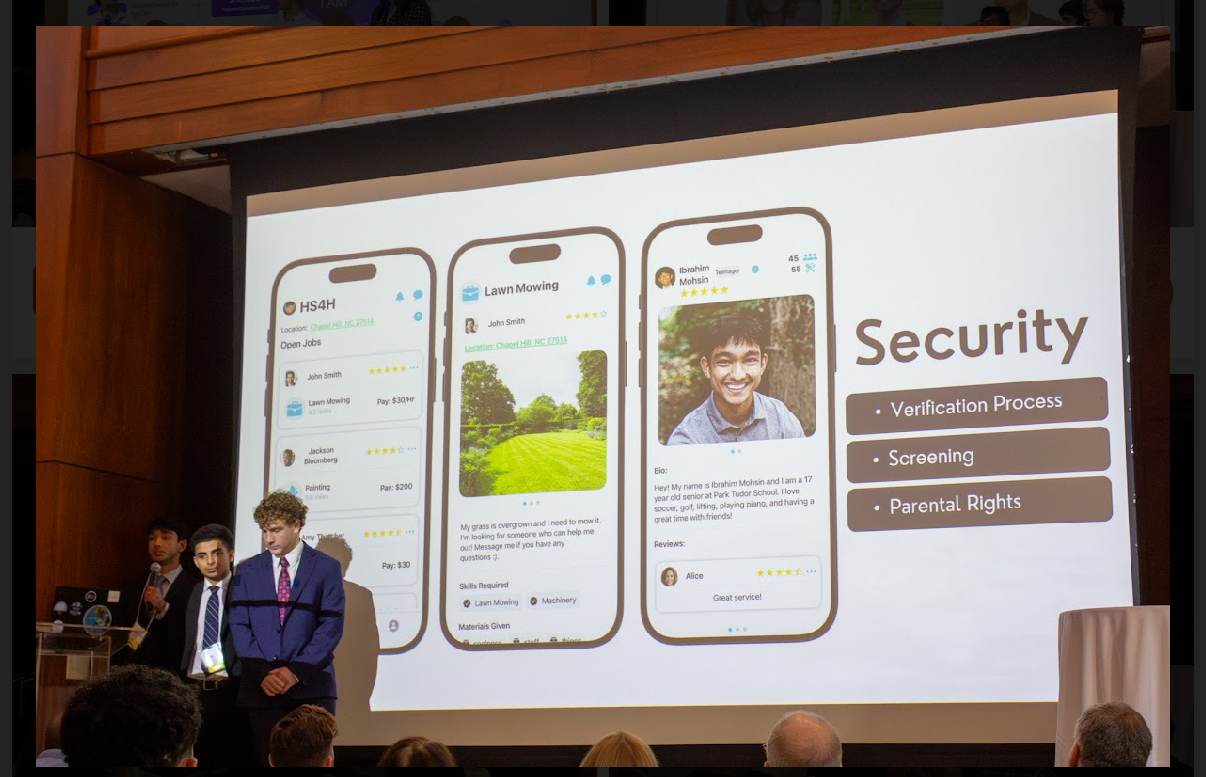 HS4H
Location: Chapel Hill, NC 27514
Open Jobs
John Smith
Lawn Mowing
Pay: $30/Hr
Jackson
Bloomberg
Painting
Pay: $200
Amy Thatcher
Pay: $30
Lawn Mowing
John Smith
Location: Chapel Hill, NC 27514
My grass is overgrown and I need to mow it.
I'm looking for someone who can help me
out! Message me if you have any
questions :).
Skills Required
Lawn Mowing
Machinery
Materials Given
Ibrahim
Mohsin
Teenager
45
56
Bio:
Hey! My name is Ibrahim Mohsin and I am a 17
year old senior at Park Tudor School. I love
soccer, golf, lifting, playing piano, and having a
great time with friends!
Reviews:
Alice
Great service!
Security
• Verification Process
• Screening
• Parental Rights